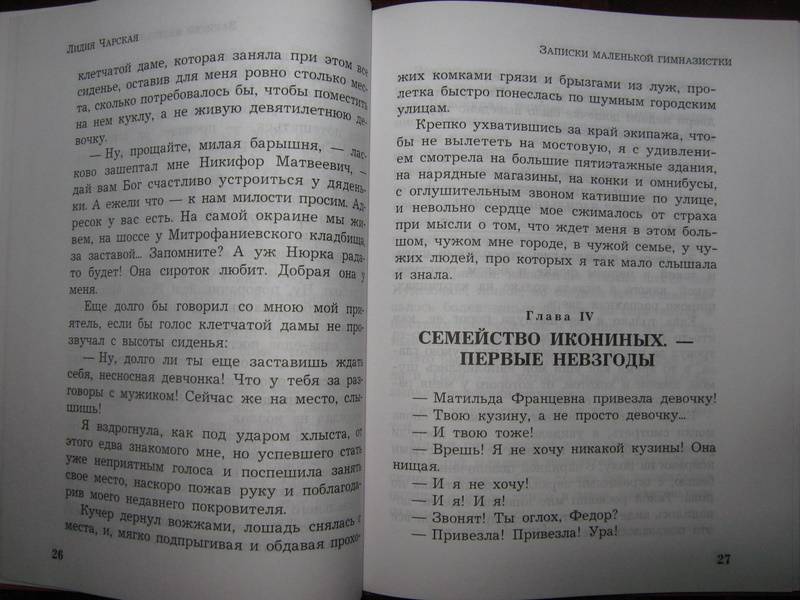 Лидия Чарская
клетчатой даме, которая заняла при этом все
сиденье, оставив для меня ровно столько мес-
та, сколько потребовалось бы, чтобы поместить
на нем куклу, а не живую девятилетнюю де-
вочку.
— Ну, прощайте, милая барышня, — лас-
ково зашептал мне Никифор Матвеевич, —
дай вам Бог счастливо устроиться у дядень-
ки. А ежели что — к нам милости просим. Ад-
ресок у вас есть. На самой окраине мы жи-
вем, на шоссе у Митрофаниевского кладбища,
за заставой... Запомните? А уж Нюрка рада-
то будет! Она сироток любит. Добрая она у
меня.
Еще долго бы говорил со мною мой при-
ятель, если бы голос клетчатой дамы не про-
звучал с высоты сиденья:
— Ну, долго ли ты еще заставишь ждать
себя, несносная девчонка! Что у тебя за раз-
говоры с мужиком! Сейчас же на место, слы-
шишь!
Я вздрогнула, как под ударом хлыста, от
этого едва знакомого мне, но успевшего стать
уже неприятным голоса и поспешила занять
свое место, наскоро пожав руку и поблагода-
рив моего недавнего покровителя.
Кучер дернул вожжами, лошадь снялась с
места, и, мягко подпрыгивая и обдавая прохо-
26
Записки маленькой гимназистки
жих комками грязи и брызгами из луж, про-
летка быстро понеслась по шумным городским
улицам.
Крепко ухватившись за край экипажа, что-
бы не вылететь на мостовую, я с удивлени-
ем смотрела на большие пятиэтажные здания,
на нарядные магазины, на конки и омнибусы,
с оглушительным звоном катившие по улице,
и невольно сердце мое сжималось от страха
при мысли о том, что ждет меня в этом боль-
шом, чужом мне городе, в чужой семье, у чу-
жих людей, про которых я так мало слышала
и знала.
Глава IV
СЕМЕЙСТВО ИКОНИНЫХ. —
ПЕРВЫЕ НЕВЗГОДЫ
— Матильда Францевна привезла девочку!
— Твою кузину, а не просто девочку...
— И твою тоже!
— Врешь! Я не хочу никакой кузины! Она
нищая.
— И я не хочу!
— И я! И я!
— Звонят! Ты оглох, Федор?
— Привезла! Привезла! Ура!
27